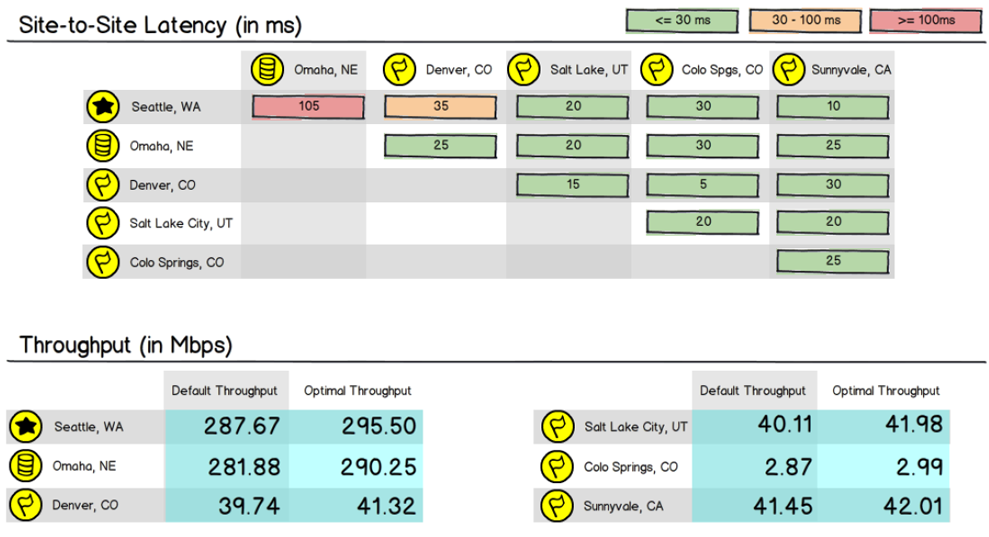 Site-to-Site Latency (in ms)
<= 30 ms 30 - 100 ms >= 100ms
Omaha, NE Denver, CO Salt Lake, UT Colo Spgs, CO Sunnyvale, CA
Seattle, WA 105 35 20 30 10
Omaha, NE 25 20 30 25
Denver, CO 15 5 30
Salt Lake City, UT 20 20
Colo Springs, CO 25
Throughput (in Mbps)
Default Throughput Optimal Throughput
Seattle, WA 287.67 295.50
Omaha, NE 281.88 290.25
Denver, CO 39.74 41.32
Default Throughput Optimal Throughput
Salt Lake City, UT 40.11 41.98
Colo Springs, CO 2.87 2.99
Sunnyvale, CA 41.45 42.01